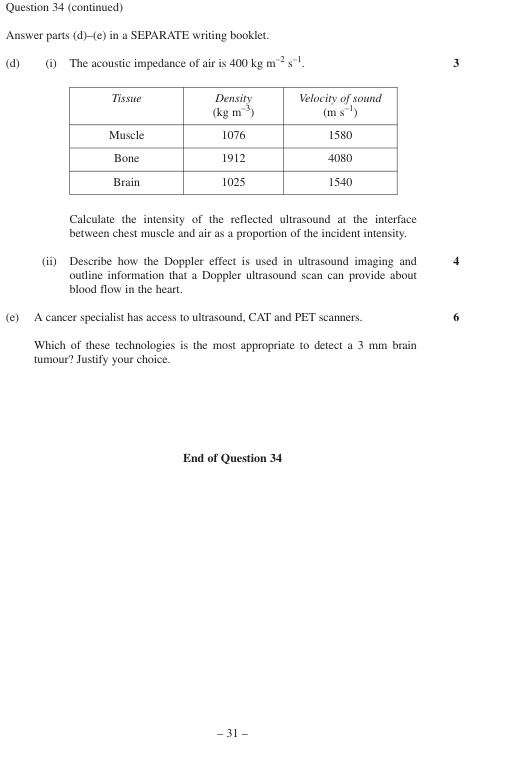 Question 34 (continued)
Answer parts (d)–(e) in a SEPARATE writing booklet.
(d) (i) The acoustic impedance of air is 400 kg m⁻² s⁻¹. 3
Tissue Density (kg m⁻³) Velocity of sound (m s⁻¹)
Muscle 1076 1580
Bone 1912 4080
Brain 1025 1540
Calculate the intensity of the reflected ultrasound at the interface
between chest muscle and air as a proportion of the incident intensity.
(ii) Describe how the Doppler effect is used in ultrasound imaging and 4
outline information that a Doppler ultrasound scan can provide about
blood flow in the heart.
(e) A cancer specialist has access to ultrasound, CAT and PET scanners. 6
Which of these technologies is the most appropriate to detect a 3 mm brain
tumour? Justify your choice.
End of Question 34
– 31 –